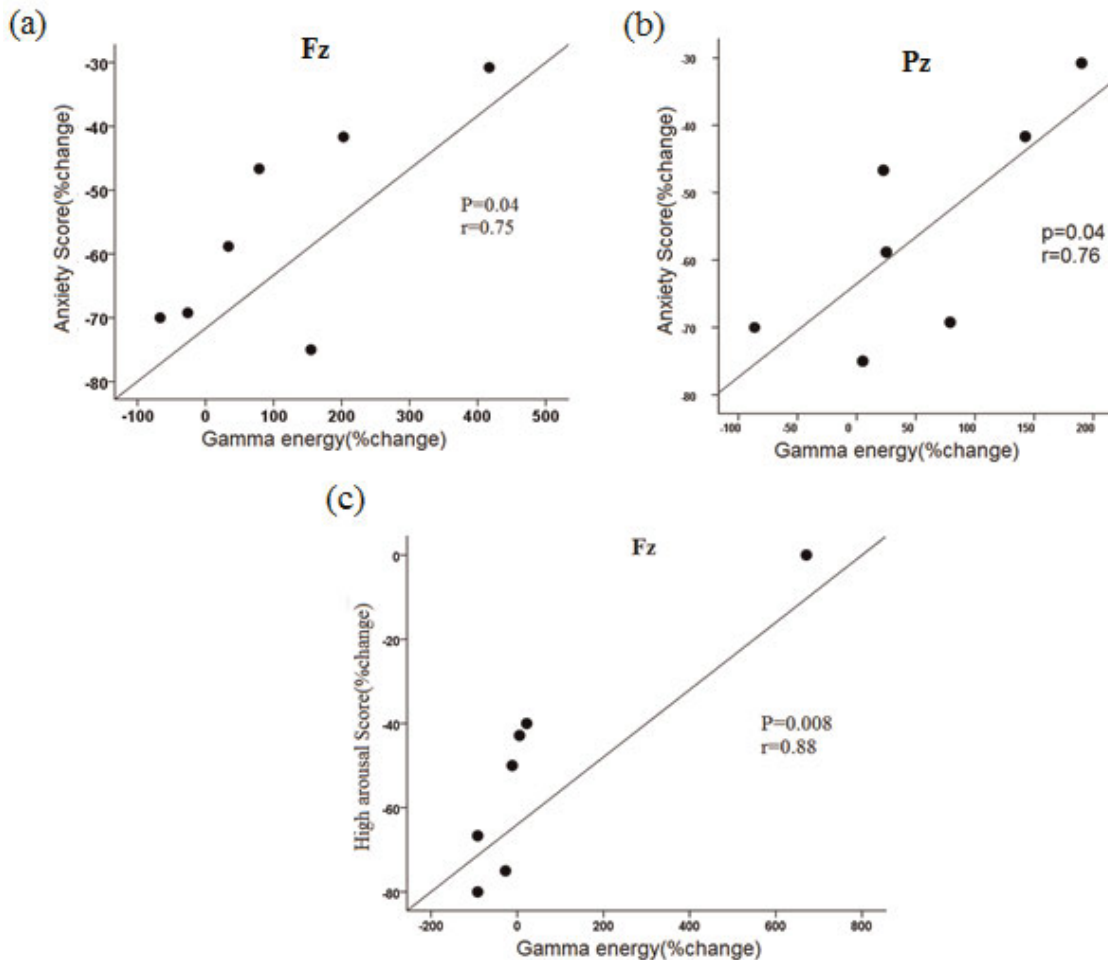 (a)
Fz
-30
-40
-50
-60
-70
-80
Anxiety Score(%change)
P=0.04
r=0.75
-100 0 100 200 300 400 500
Gamma energy(%change)
(b)
Pz
-30
-40
-50
-60
-70
-80
Anxiety Score(%change)
p=0.04
r=0.76
-100 -50 0 50 100 150 200
Gamma energy(%change)
(c)
Fz
0
-20
-40
-60
-80
High arousal Score(%change)
P=0.008
r=0.88
-200 0 200 400 600 800
Gamma energy(%change)